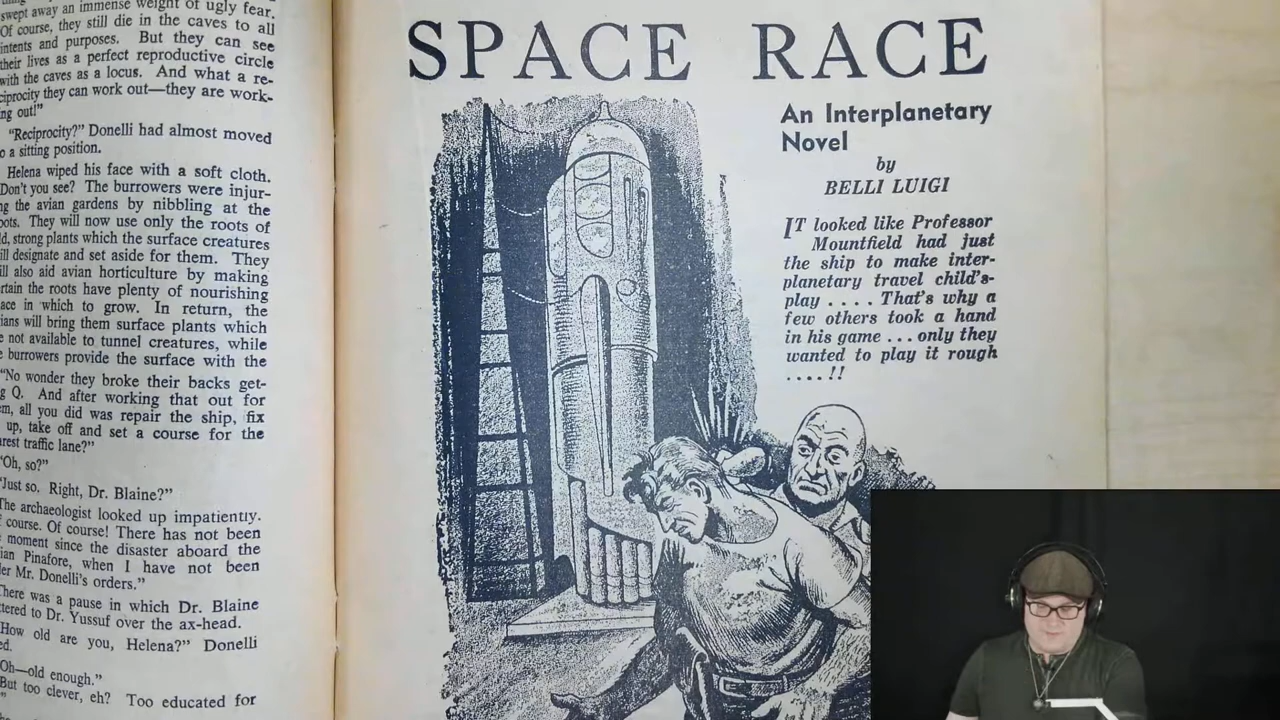 swept away an immense weight of ugly fear.
Of course, they still die in the caves to all
intents and purposes. But they can see
their lives as a perfect reproductive circle
with the caves as a locus. And what a re-
ciprocity they can work out—they are work-
ing out!"
"Reciprocity?" Donelli had almost moved
o a sitting position.
Helena wiped his face with a soft cloth.
Don't you see? The burrowers were injur-
ng the avian gardens by nibbling at the
oots. They will now use only the roots of
d, strong plants which the surface creatures
ill designate and set aside for them. They
ill also aid avian horticulture by making
rtain the roots have plenty of nourishing
ace in which to grow. In return, the
ians will bring them surface plants which
e not available to tunnel creatures, while
e burrowers provide the surface with the
"No wonder they broke their backs get-
g Q. And after working that out for
em, all you did was repair the ship, fix
up, take off and set a course for the
arest traffic lane?"
"Oh, so?"
"Just so. Right, Dr. Blaine?"
The archaeologist looked up impatiently.
course. Of course! There has not been
moment since the disaster aboard the
ian Pinafore, when I have not been
er Mr. Donelli's orders."
There was a pause in which Dr. Blaine
tered to Dr. Yussuf over the ax-head.
"How old are you, Helena?" Donelli
ed.
"Oh—old enough."
"But too clever, eh? Too educated for
SPACE RACE
An Interplanetary
Novel
by
BELLI LUIGI
IT looked like Professor
Mountfield had just
the ship to make inter-
planetary travel child's-
play . . . . That's why a
few others took a hand
in his game . . . only they
wanted to play it rough
. . . . !!